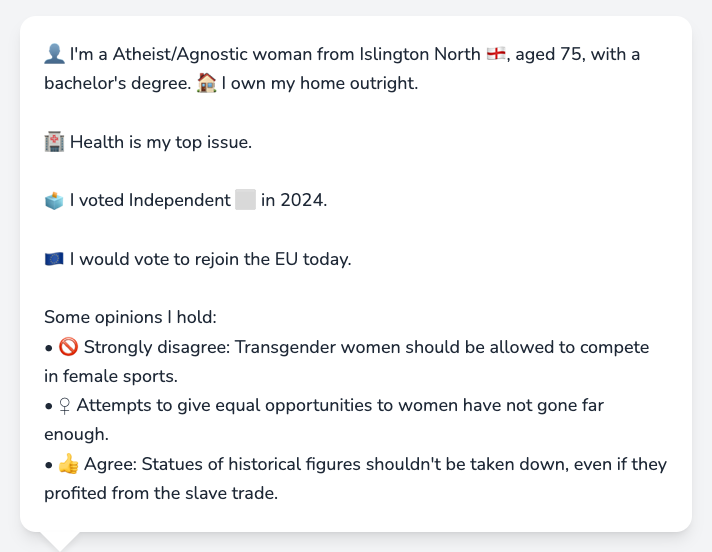 👤 I'm a Atheist/Agnostic woman from Islington North 🏴󠁧󠁢󠁥󠁮󠁧󠁿, aged 75, with a
bachelor's degree. 🏠 I own my home outright.
🏥 Health is my top issue.
🗳️ I voted Independent ⬜ in 2024.
🇪🇺 I would vote to rejoin the EU today.
Some opinions I hold:
• 🚫 Strongly disagree: Transgender women should be allowed to compete
in female sports.
• ♀ Attempts to give equal opportunities to women have not gone far
enough.
• 👍 Agree: Statues of historical figures shouldn't be taken down, even if they
profited from the slave trade.